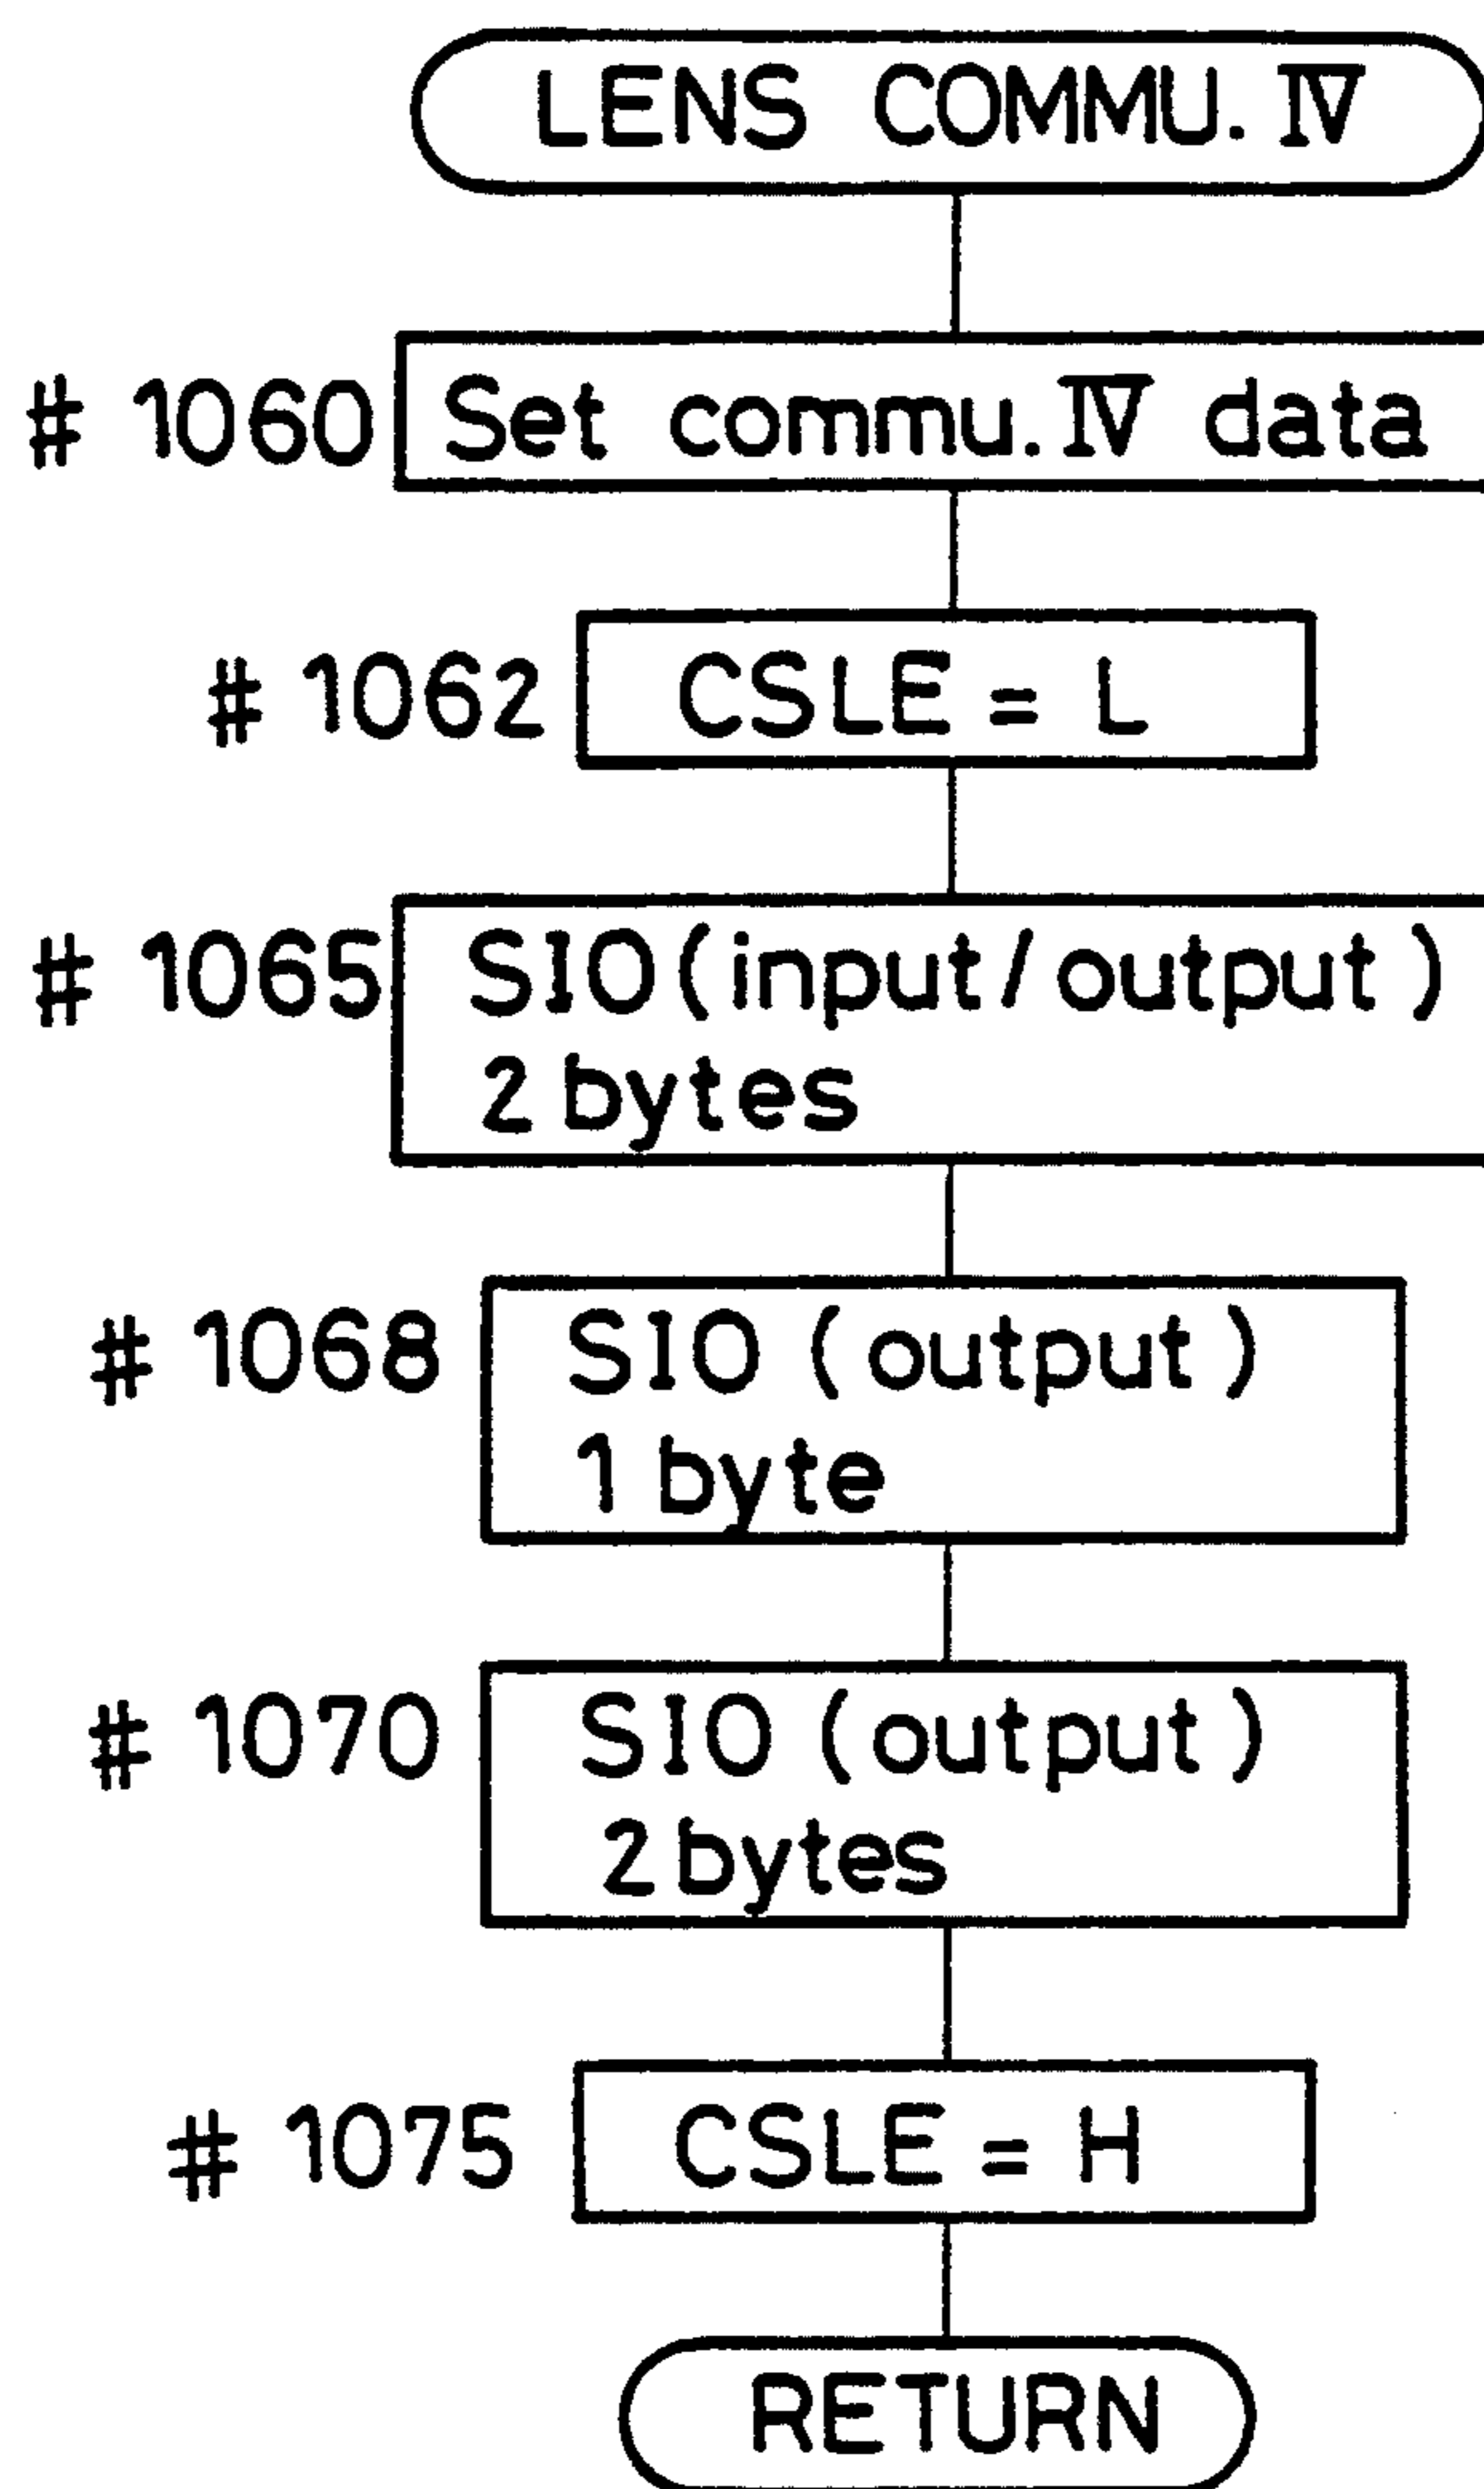 LENS COMMU. IV
# 1060 Set commu. IV data
# 1062 CSLE = L
# 1065 SIO (input/output)
2 bytes
# 1068 SIO (output)
1 byte
# 1070 SIO (output)
2 bytes
# 1075 CSLE = H
RETURN